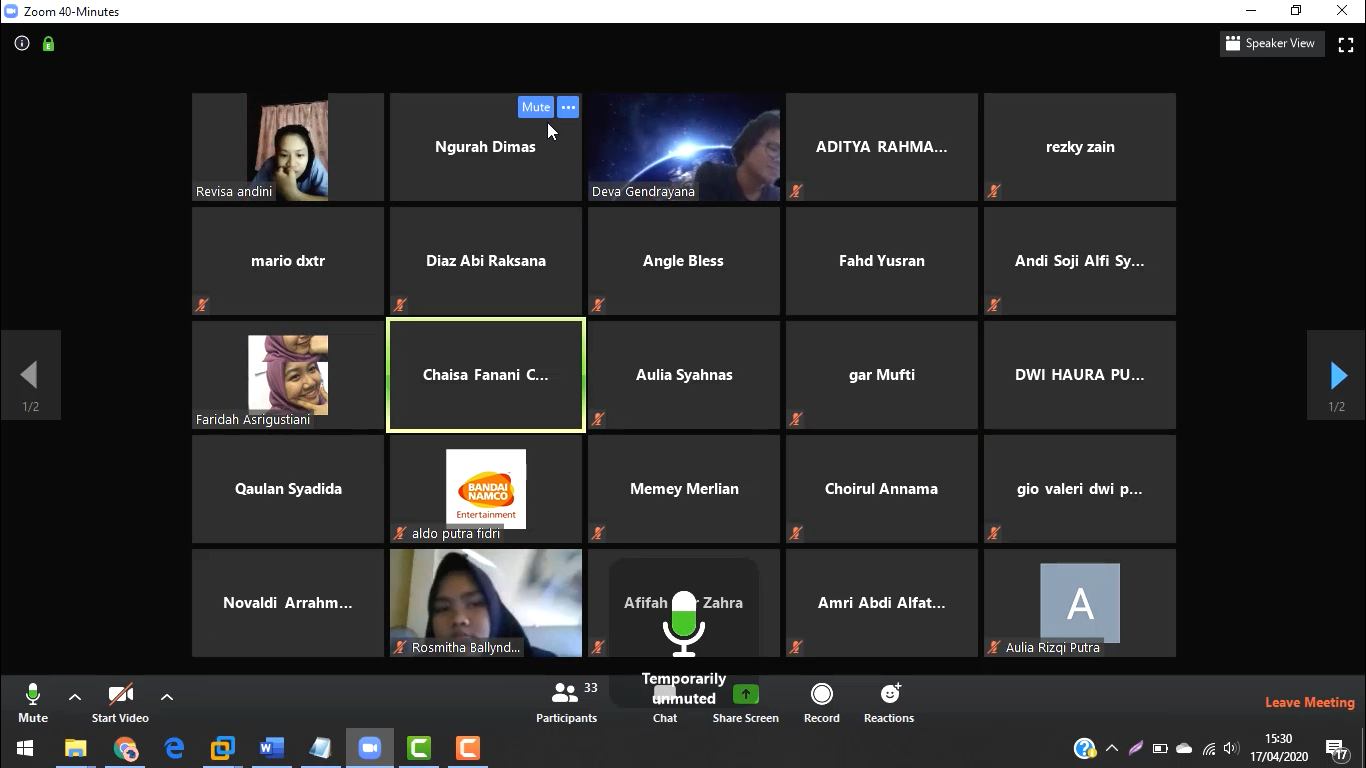 Zoom 40-Minutes
Speaker View
Revisa andini
Mute
Ngurah Dimas
Deva Gendrayana
ADITYA RAHMA...
rezky zain
mario dxtr
Diaz Abi Raksana
Angle Bless
Fahd Yusran
Andi Soji Alfi Sy...
1/2
1/2
Faridah Asrigustiani
Chaisa Fanani C...
Aulia Syahnas
gar Mufti
DWI HAURA PU...
Qaulan Syadida
BANDAI
NAMCO
Entertainment
aldo putra fidri
Memey Merlian
Choirul Annama
gio valeri dwi p...
Novaldi Arrahm...
Rosmitha Ballynd...
Afifah
Zahra
Amri Abdi Alfat...
A
Aulia Rizqi Putra
Temporarily
unmuted
Mute
Start Video
33
Participants
Chat
Share Screen
Record
Reactions
Leave Meeting
15:30
17/04/2020
17